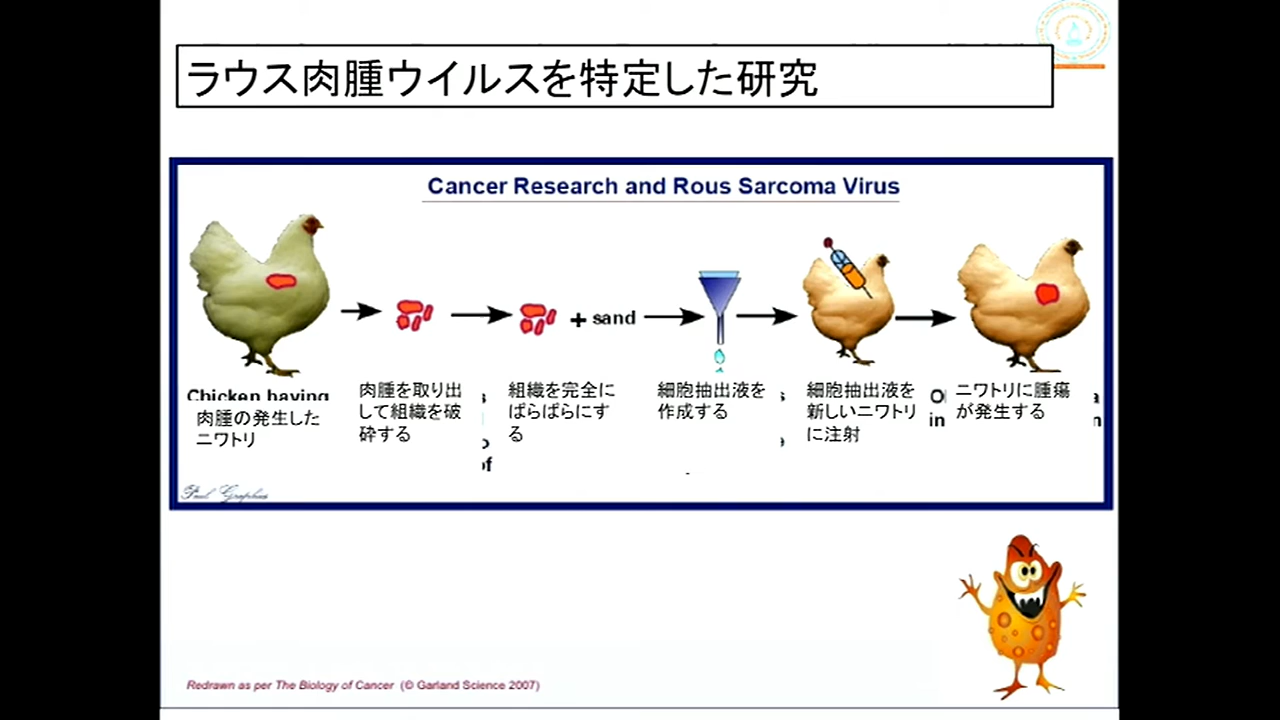 ラウス肉腫ウイルスを特定した研究
Cancer Research and Rous Sarcoma Virus
+ sand
Chicken having
肉腫の発生した
ニワトリ
肉腫を取り出
して組織を破
砕する
組織を完全に
ばらばらにす
る
細胞抽出液を
作成する
細胞抽出液を
新しいニワトリ
に注射
ニワトリに腫瘍
が発生する
in
of
Redrawn as per The Biology of Cancer (© Garland Science 2007)